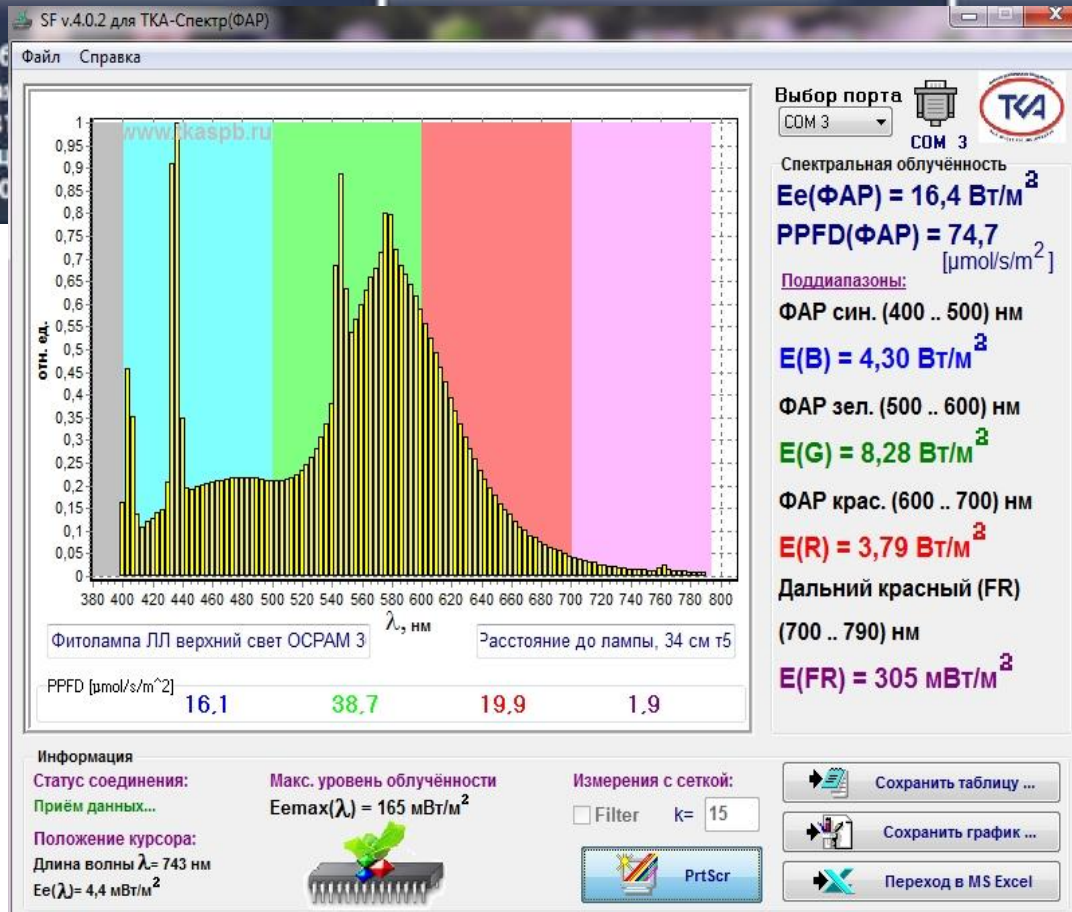 SF v.4.0.2 для ТКА-Спектр(ФАР)
Файл Справка
www.tkaspb.ru
1
0,95
0,9
0,85
0,8
0,75
0,7
0,65
0,6
0,55
0,5
0,45
0,4
0,35
0,3
0,25
0,2
0,15
0,1
0,05
0
отн. ед.
380 400 420 440 460 480 500 520 540 560 580 600 620 640 660 680 700 720 740 760 780 800
λ, нм
Фитолампа ЛЛ верхний свет ОСРАМ 3
Расстояние до лампы, 34 см т5
PPFD [µmol/s/m^2]
16,1 38,7 19,9 1,9
Выбор порта
COM 3
COM 3
ТКА
Спектральная облучённость
Ee(ФАР) = 16,4 Вт/м²
PPFD(ФАР) = 74,7
[µmol/s/m²]
Поддиапазоны:
ФАР син. (400 .. 500) нм
E(B) = 4,30 Вт/м²
ФАР зел. (500 .. 600) нм
E(G) = 8,28 Вт/м²
ФАР крас. (600 .. 700) нм
E(R) = 3,79 Вт/м²
Дальний красный (FR)
(700 .. 790) нм
E(FR) = 305 мВт/м²
Информация
Статус соединения:
Приём данных...
Положение курсора:
Длина волны λ= 743 нм
Ee(λ)= 4,4 мВт/м²
Макс. уровень облучённости
Eemax(λ) = 165 мВт/м²
Измерения с сеткой:
Filter k= 15
PrtScr
Сохранить таблицу ...
Сохранить график ...
Переход в MS Excel